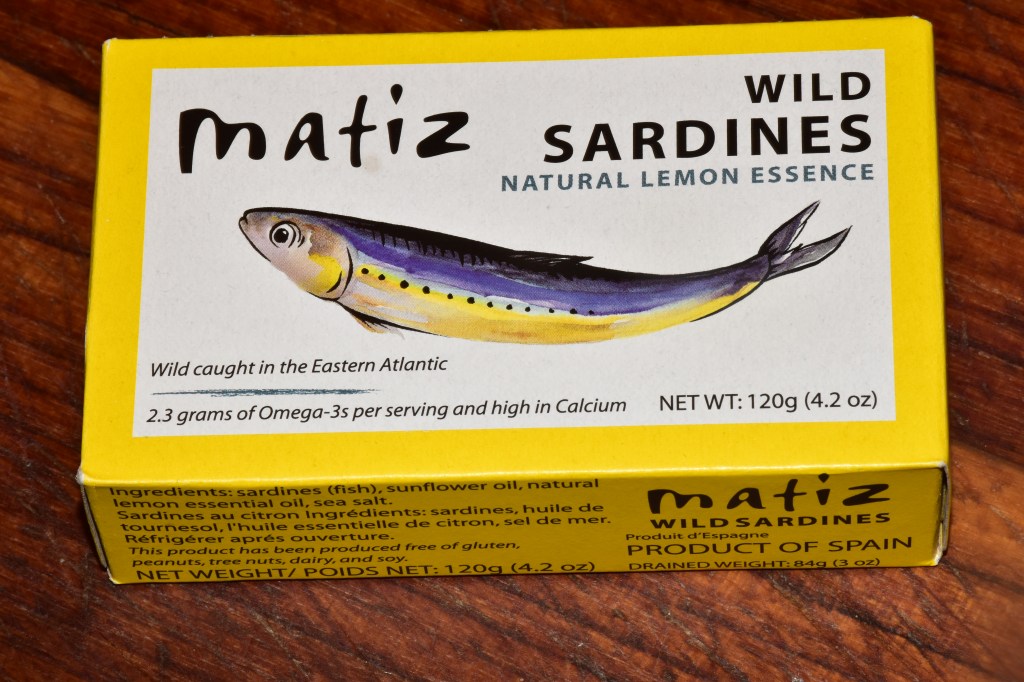 matiz
WILD
SARDINES
NATURAL LEMON ESSENCE
Wild caught in the Eastern Atlantic
2.3 grams of Omega-3s per serving and high in Calcium
NET WT: 120g (4.2 oz)
Ingredients: sardines (fish), sunflower oil, natural
lemon essential oil, sea salt.
Sardines au citron Ingrédients: sardines, huile de
tournesol, l'huile essentielle de citron, sel de mer.
Réfrigérer aprés ouverture.
This product has been produced free of gluten,
peanuts, tree nuts, dairy, and soy.
NET WEIGHT/ POIDS NET: 120g (4.2 oz)
matiz
WILD SARDINES
Produit d'Espagne
PRODUCT OF SPAIN
DRAINED WEIGHT: 84g (3 oz)